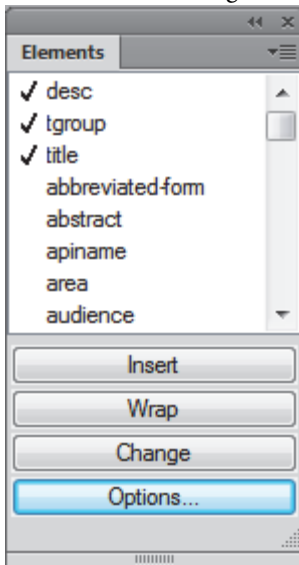 Elements
desc
tgroup
title
abbreviated-form
abstract
apiname
area
audience
Insert
Wrap
Change
Options...